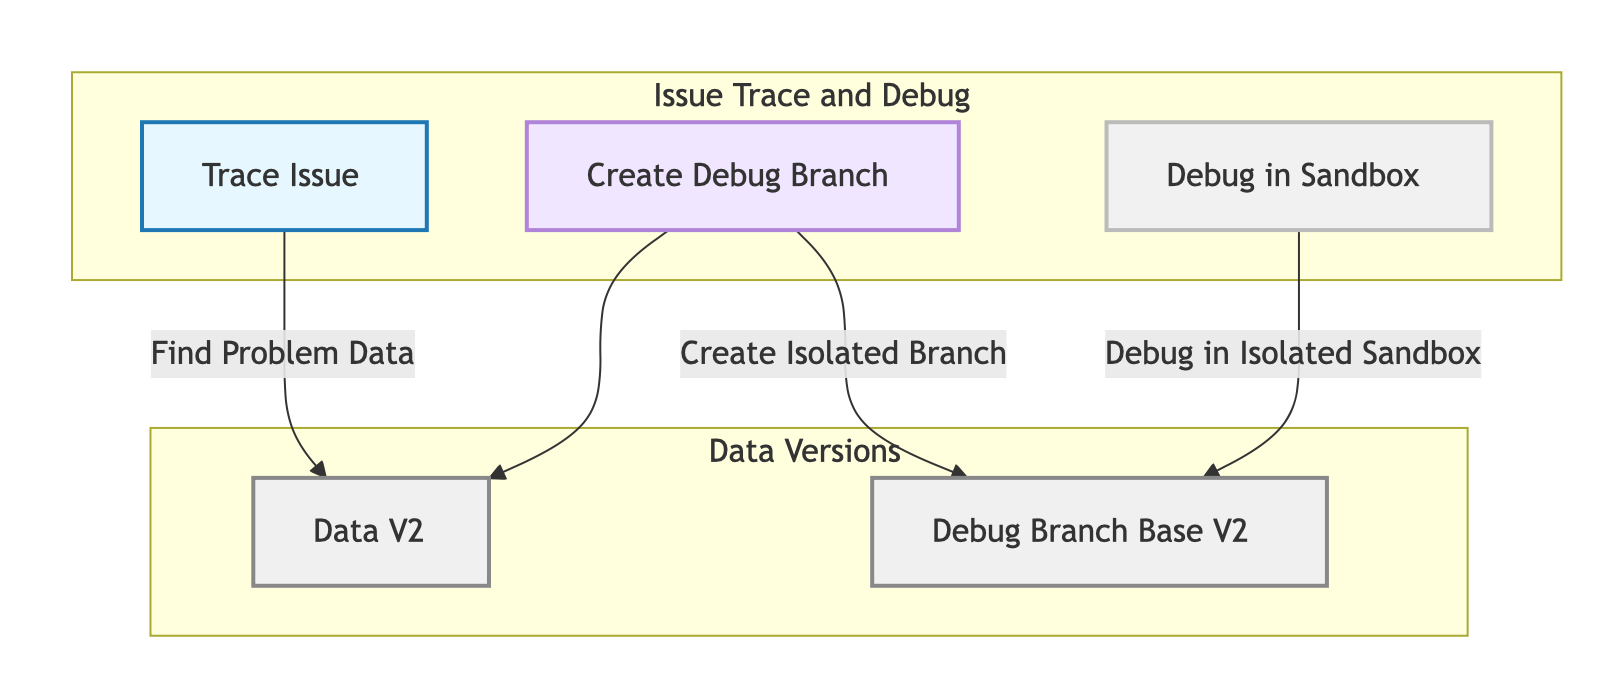 Issue Trace and Debug
Trace Issue
Create Debug Branch
Debug in Sandbox
Find Problem Data
Create Isolated Branch
Debug in Isolated Sandbox
Data Versions
Data V2
Debug Branch Base V2